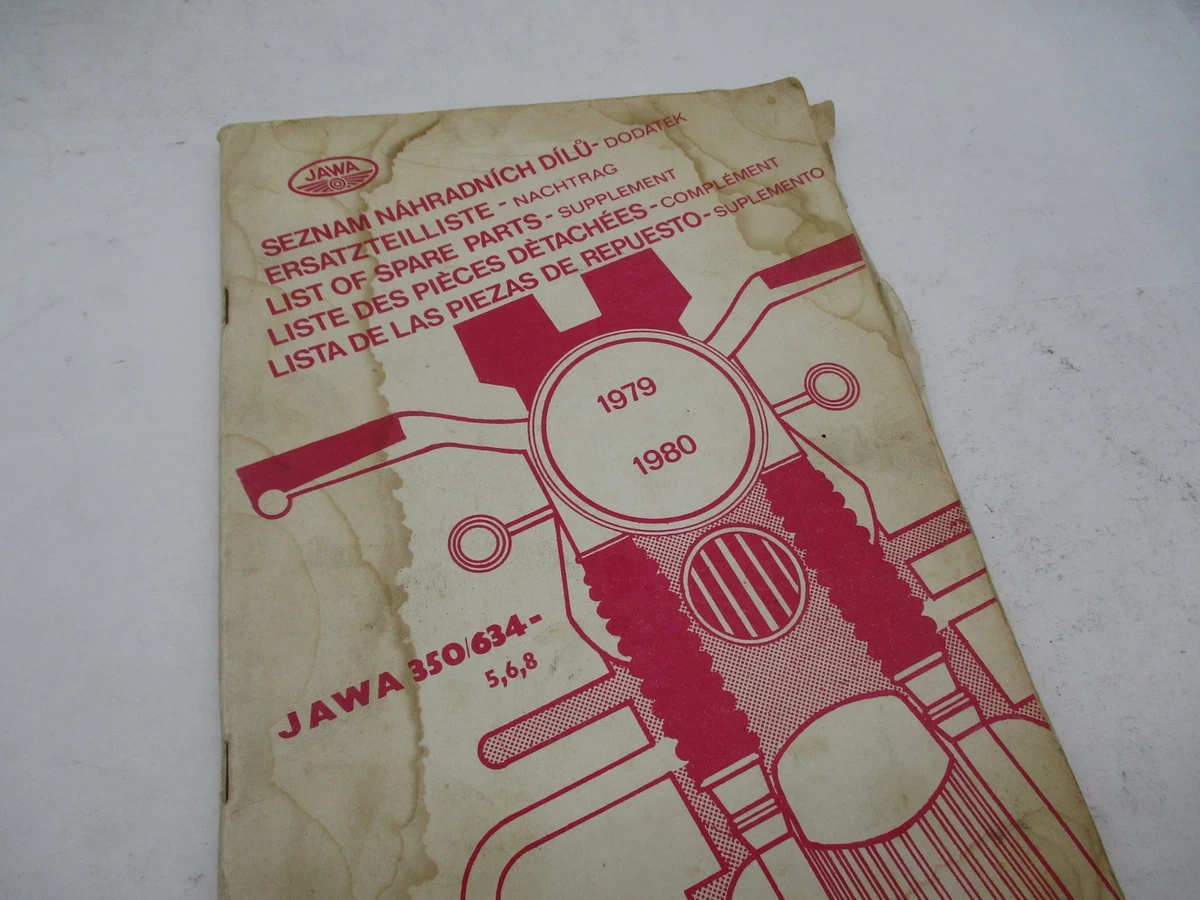 JAWA
SEZNAM NÁHRADNÍCH DÍLŮ- DODATEK
ERSATZTEILLISTE - NACHTRAG
LIST OF SPARE PARTS - SUPPLEMENT
LISTE DES PIÈCES DÈTACHÉES - COMPLÉMENT
LISTA DE LAS PIEZAS DE REPUESTO - SUPLEMENTO
1979
1980
JAWA 350/634-
5,6,8